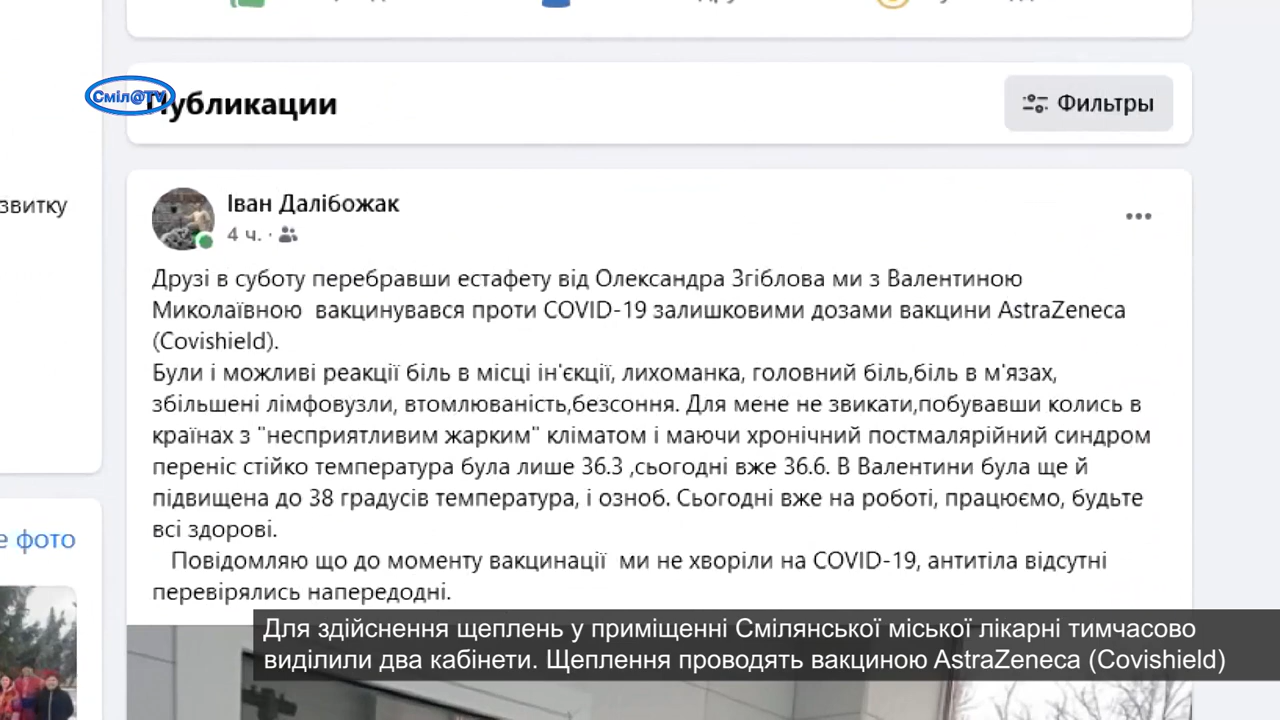 Сміл@TV
Публикации
Фильтры
звитку
Іван Далібожак
4 ч. ·
Друзі в суботу перебравши естафету від Олександра Згіблова ми з Валентиною
Миколаївною вакцинувався проти COVID-19 залишковими дозами вакцини AstraZeneca
(Covishield).
Були і можливі реакції біль в місці ін'єкції, лихоманка, головний біль,біль в м'язах,
збільшені лімфовузли, втомлюваність,безсоння. Для мене не звикати,побувавши колись в
країнах з "несприятливим жарким" кліматом і маючи хронічний постмалярійний синдром
переніс стійко температура була лише 36.3 ,сьогодні вже 36.6. В Валентини була ще й
підвищена до 38 градусів температура, і озноб. Сьогодні вже на роботі, працюємо, будьте
всі здорові.
е фото
Повідомляю що до моменту вакцинації ми не хворіли на COVID-19, антитіла відсутні
перевірялись напередодні.
Для здійснення щеплень у приміщенні Смілянської міської лікарні тимчасово
виділили два кабінети. Щеплення проводять вакциною AstraZeneca (Covishield)